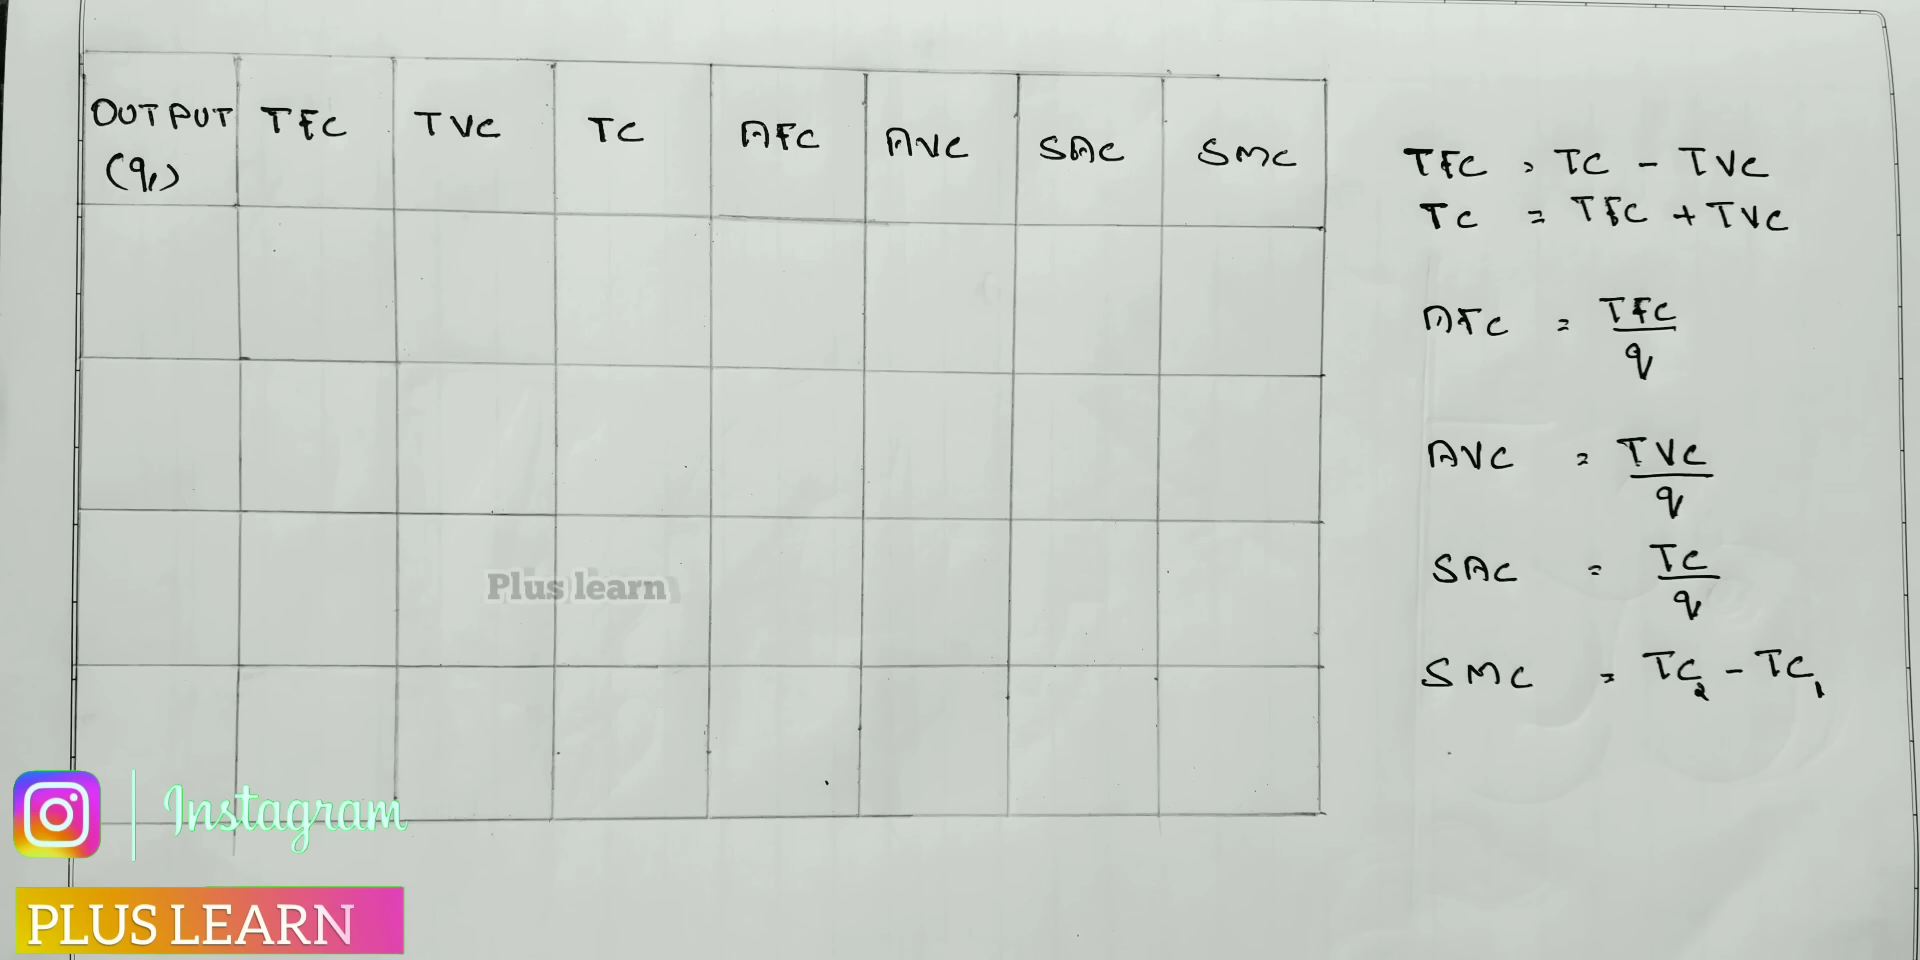 OUTPUT TFC TVC TC AFC AVC SAC SMC
(q)
TFC = TC - TVC
TC = TFC + TVC
AFC = TFC
q
AVC = TVC
q
SAC = TC
q
SMC = TC2 - TC1
Plus learn
Instagram
PLUS LEARN